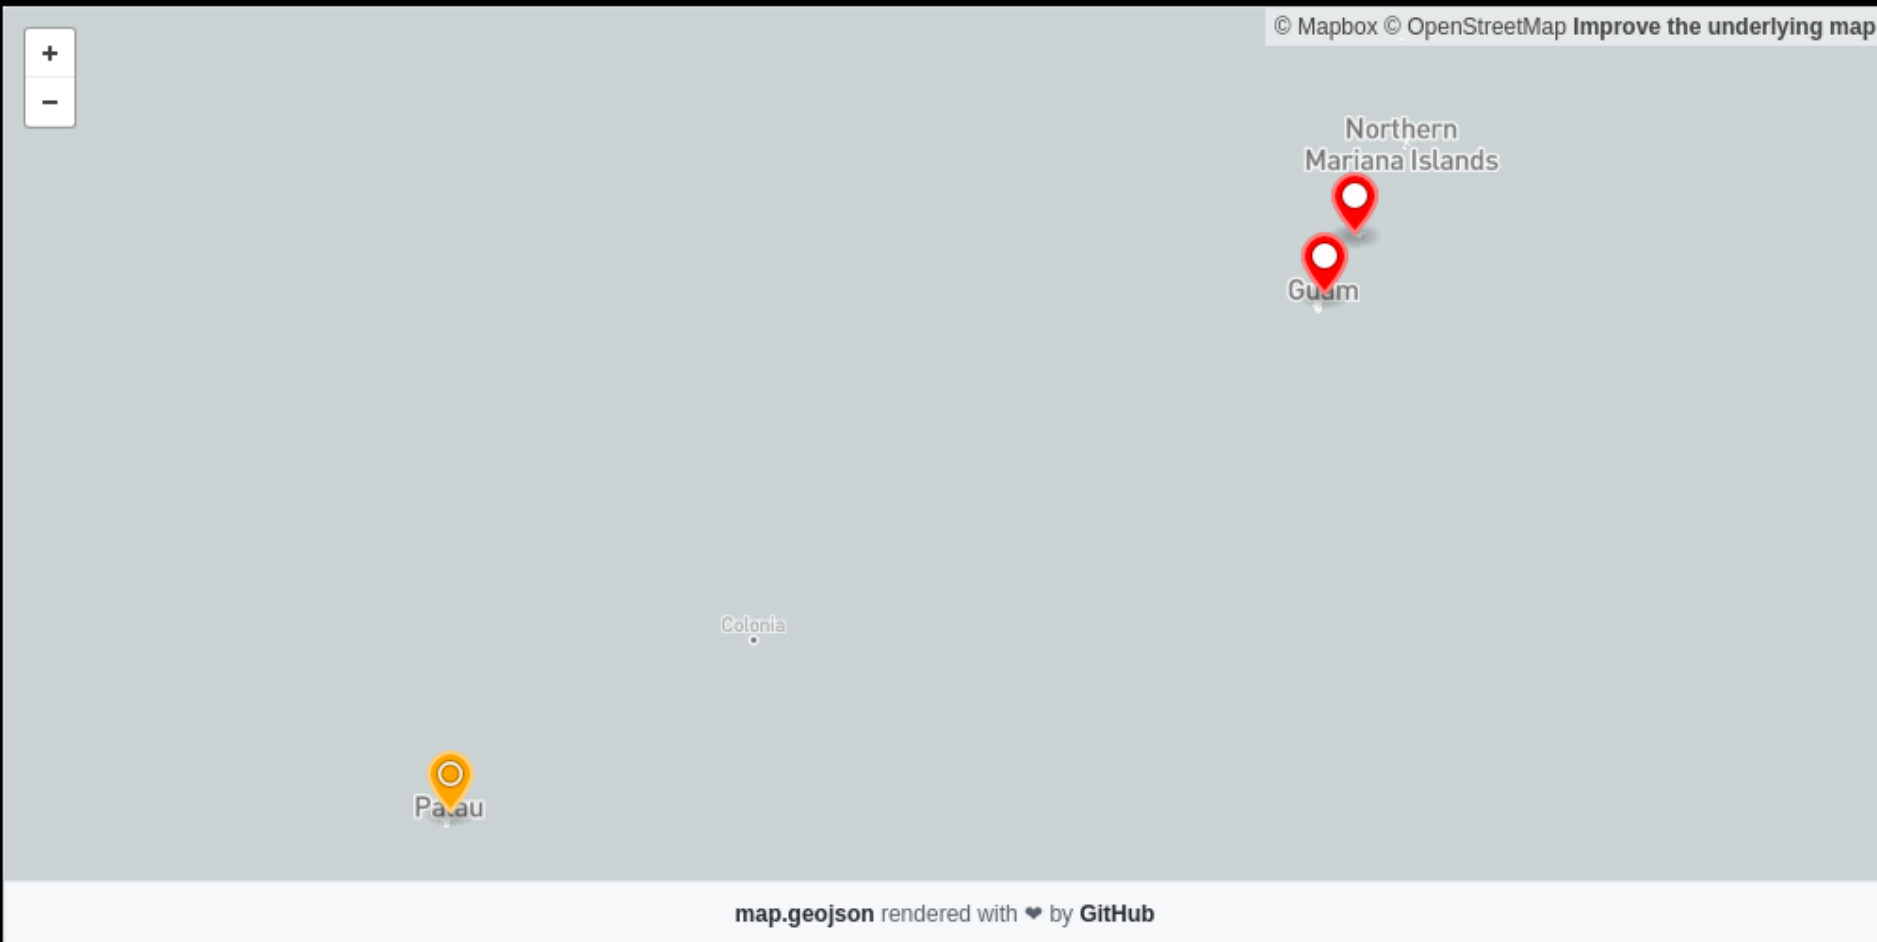 +
−
© Mapbox © OpenStreetMap Improve the underlying map
Northern
Mariana Islands
Guam
Colonia
Palau
map.geojson rendered with ❤ by GitHub